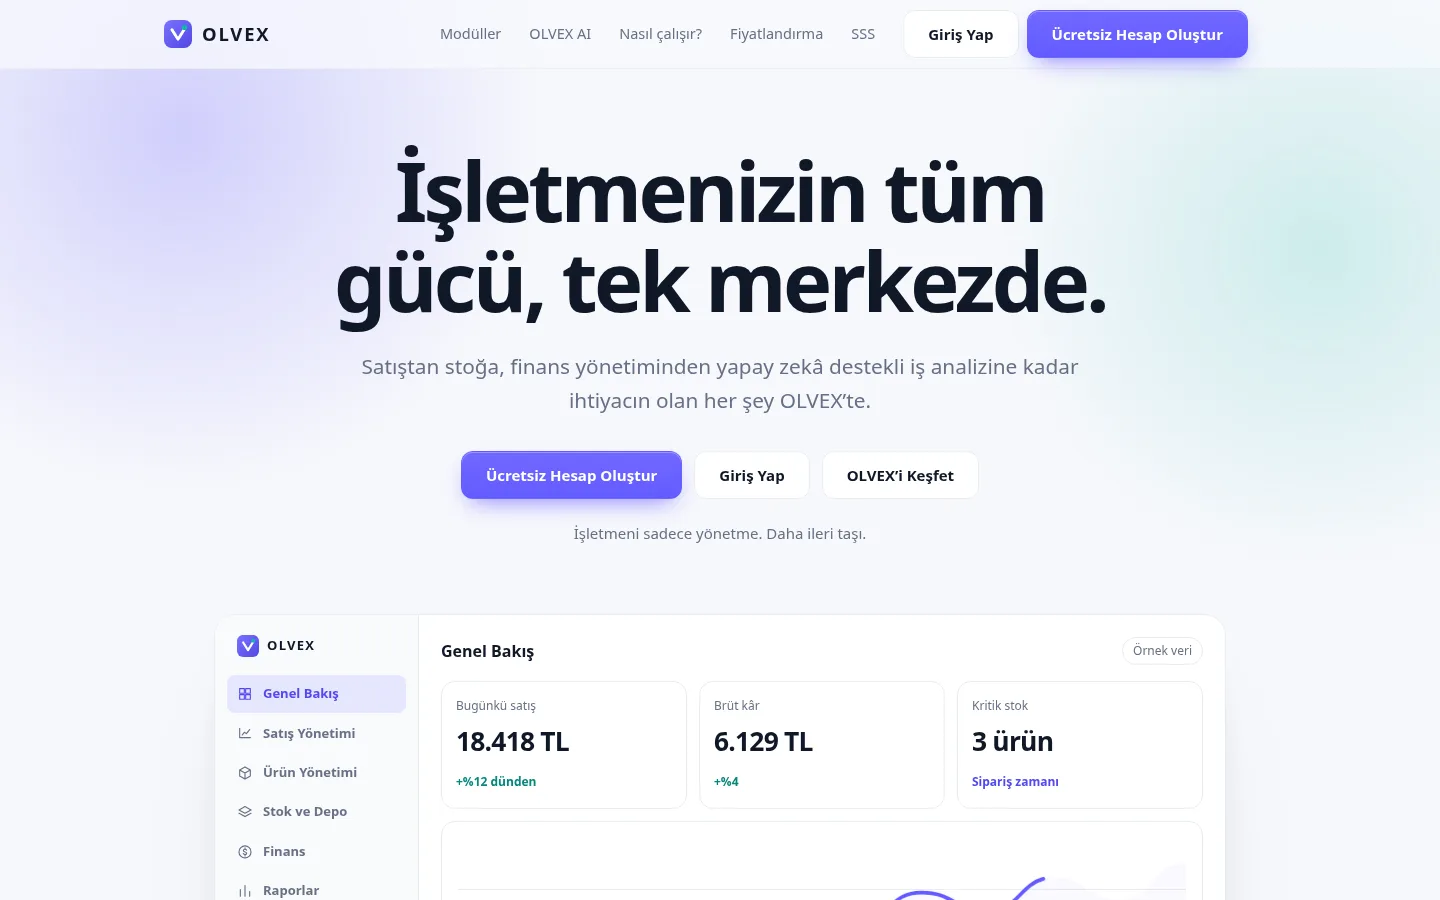 OLVEX
Modüller
OLVEX AI
Nasıl çalışır?
Fiyatlandırma
SSS
Giriş Yap
Ücretsiz Hesap Oluştur
İşletmenizin tüm
gücü, tek merkezde.
Satıştan stoğa, finans yönetiminden yapay zekâ destekli iş analizine kadar
ihtiyacın olan her şey OLVEX’te.
Ücretsiz Hesap Oluştur
Giriş Yap
OLVEX’i Keşfet
İşletmeni sadece yönetme. Daha ileri taşı.
OLVEX
Genel Bakış
Satış Yönetimi
Ürün Yönetimi
Stok ve Depo
Finans
Raporlar
Genel Bakış
Örnek veri
Bugünkü satış
18.418 TL
+%12 dünden
Brüt kâr
6.129 TL
+%4
Kritik stok
3 ürün
Sipariş zamanı